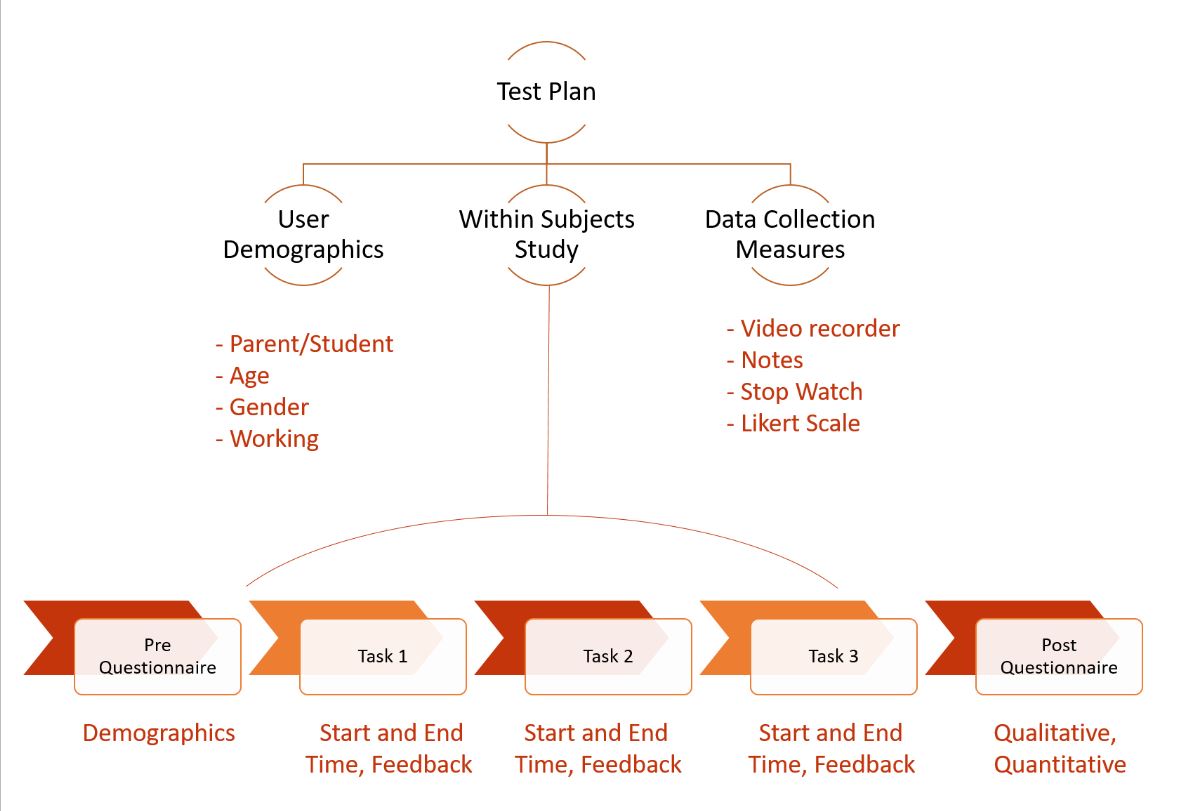 Test Plan
User
Demographics
Within Subjects
Study
Data Collection
Measures
- Parent/Student
- Age
- Gender
- Working
- Video recorder
- Notes
- Stop Watch
- Likert Scale
Pre
Questionnaire
Task 1
Task 2
Task 3
Post
Questionnaire
Demographics
Start and End
Time, Feedback
Start and End
Time, Feedback
Start and End
Time, Feedback
Qualitative,
Quantitative